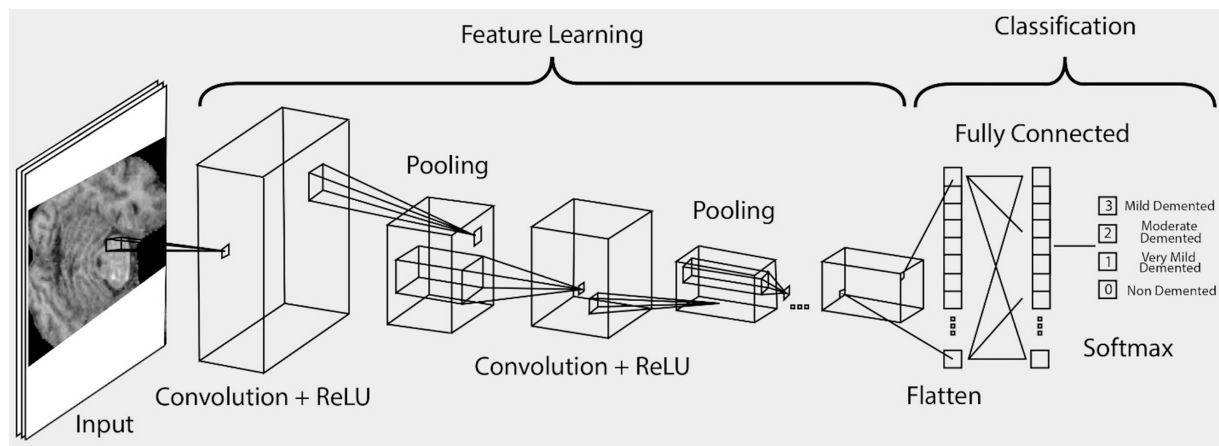 Feature Learning
Classification
Fully Connected
Pooling
Pooling
3 Mild Demented
2 Moderate
Demented
1 Very Mild
Demented
0 Non Demented
Softmax
Convolution + ReLU
Convolution + ReLU
Flatten
Input